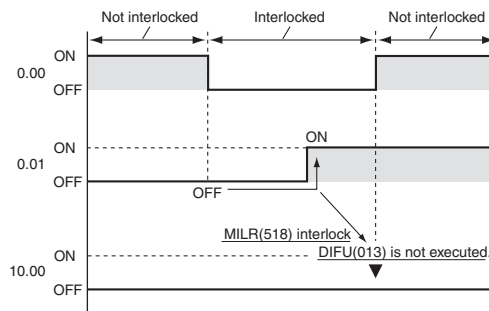 Not interlocked Interlocked Not interlocked
ON
0.00
OFF
ON ON
0.01
OFF
OFF
MILR(518) interlock
DIFU(013) is not executed.
ON
10.00
OFF